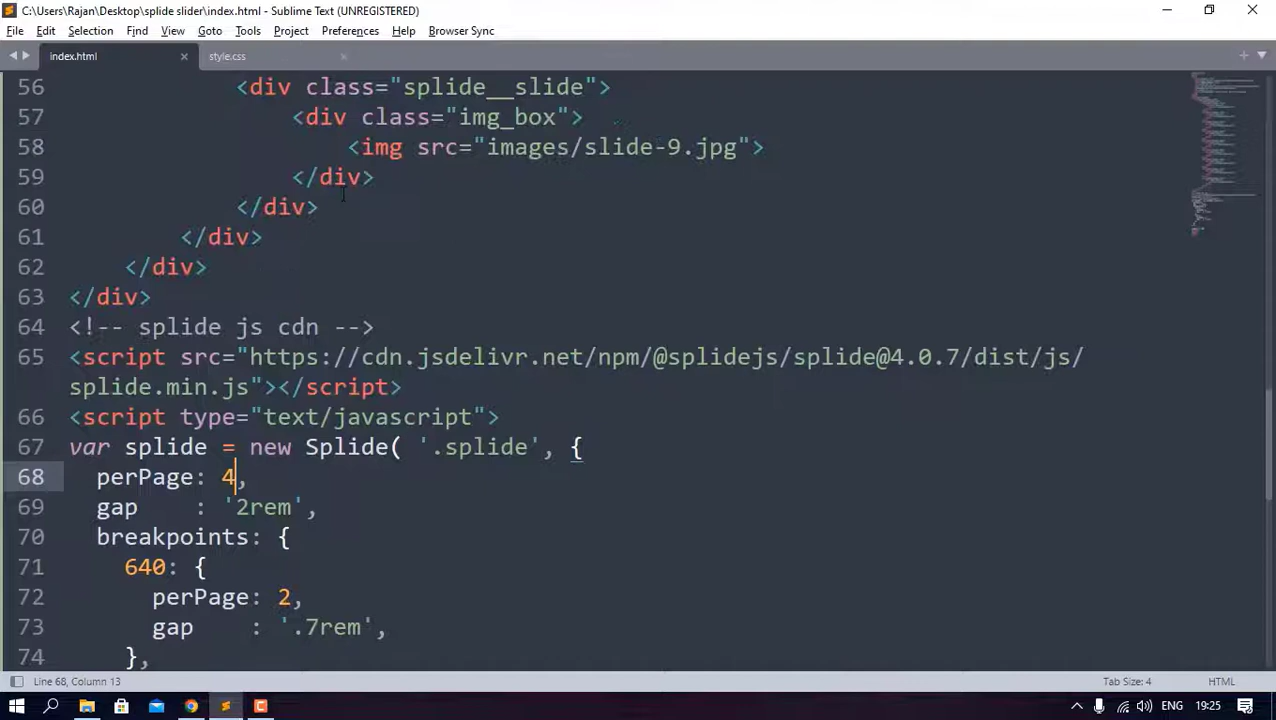 C:\Users\Rajan\Desktop\splide slider\index.html - Sublime Text (UNREGISTERED)
File Edit Selection Find View Goto Tools Project Preferences Help Browser Sync
index.html style.css
56 <div class="splide__slide">
57 <div class="img_box">
58 <img src="images/slide-9.jpg">
59 </div>
60 </div>
61 </div>
62 </div>
63 </div>
64 <!-- splide js cdn -->
65 <script src="https://cdn.jsdelivr.net/npm/@splidejs/splide@4.0.7/dist/js/
splide.min.js"></script>
66 <script type="text/javascript">
67 var splide = new Splide( '.splide', {
68 perPage: 4,
69 gap : '2rem',
70 breakpoints: {
71 640: {
72 perPage: 2,
73 gap : '.7rem',
74 },
Line 68, Column 13 Tab Size: 4 HTML
ENG 19:25